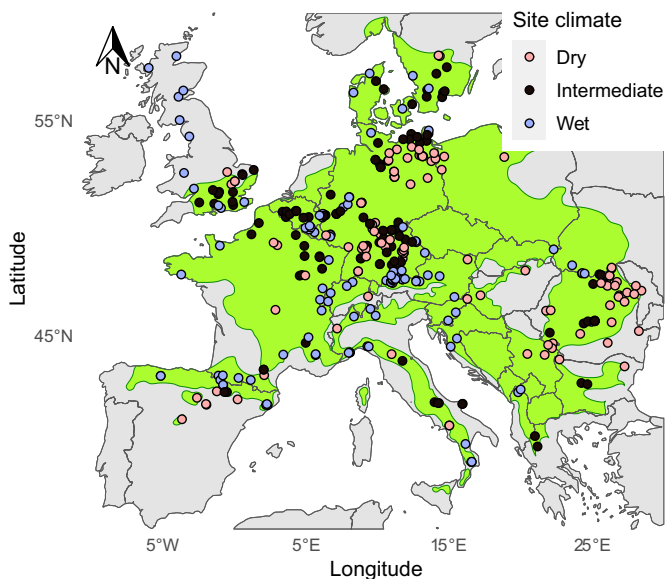 Site climate
Dry
Intermediate
Wet
N
55°N
45°N
Latitude
5°W
5°E
15°E
25°E
Longitude